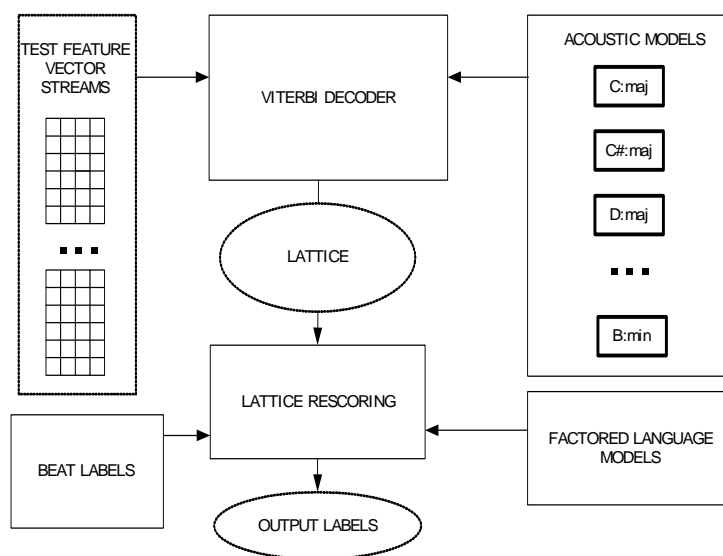 TEST FEATURE
VECTOR
STREAMS
VITERBI DECODER
ACOUSTIC MODELS
C:maj
C#:maj
D:maj
B:min
LATTICE
LATTICE RESCORING
BEAT LABELS
FACTORED LANGUAGE
MODELS
OUTPUT LABELS